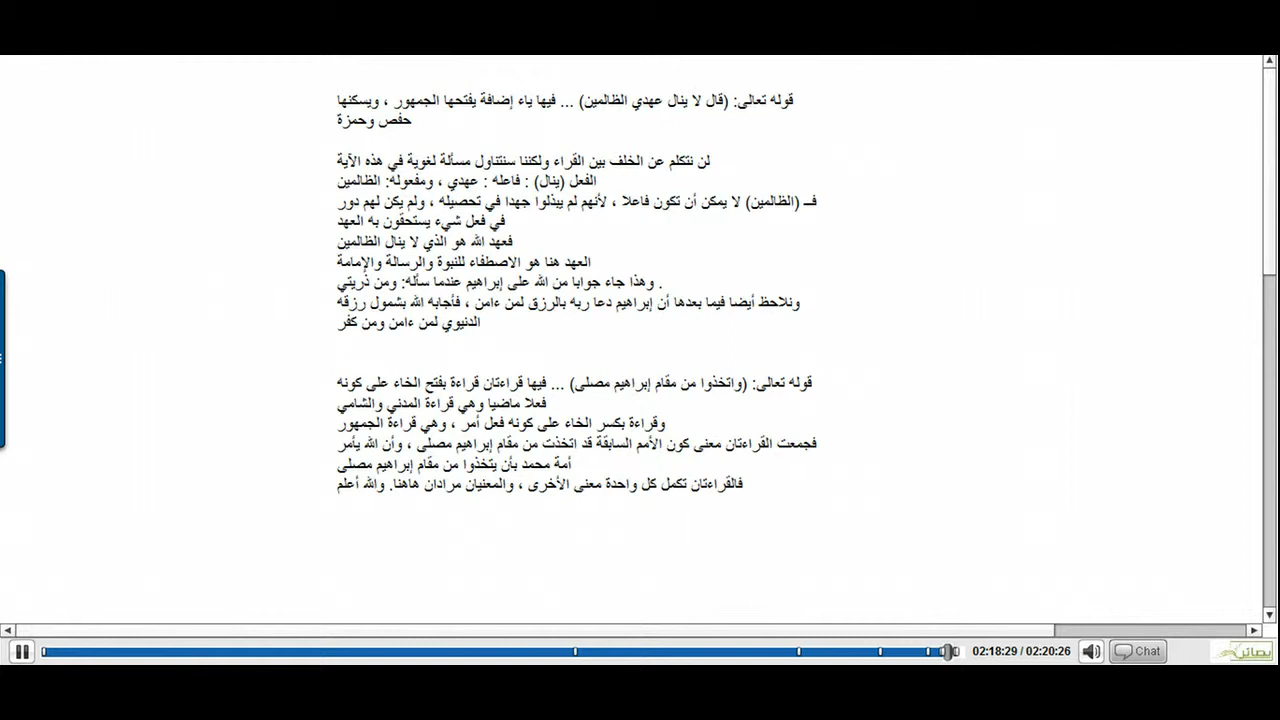 قوله تعالى: (قال لا ينال عهدي الظالمين) ... فيها ياء إضافة يفتحها الجمهور ، ويسكنها
حفص وحمزة
لن نتكلم عن الخلف بين القراء ولكننا سنتناول مسألة لغوية في هذه الآية
الفعل (ينال) : فاعله : عهدي ، ومفعوله: الظالمين
فـــ (الظالمين) لا يمكن أن تكون فاعلا ، لأنهم لم يبذلوا جهدا في تحصيله ، ولم يكن لهم دور
في فعل شيء يستحقون به العهد
فعهد الله هو الذي لا ينال الظالمين
العهد هنا هو الاصطفاء للنبوة والرسالة والإمامة
. وهذا جاء جوابا من الله على إبراهيم عندما سأله: ومن ذريتي
ونلاحظ أيضا فيما بعدها أن إبراهيم دعا ربه بالرزق لمن ءامن ، فأجابه الله بشمول رزقه
الدنيوي لمن ءامن ومن كفر
قوله تعالى: (واتخذوا من مقام إبراهيم مصلى) ... فيها قراءتان قراءة بفتح الخاء على كونه
فعلا ماضيا وهي قراءة المدني والشامي
وقراءة بكسر الخاء على كونه فعل أمر ، وهي قراءة الجمهور
فجمعت القراءتان معنى كون الأمم السابقة قد اتخذت من مقام إبراهيم مصلى ، وأن الله يأمر
أمة محمد بأن يتخذوا من مقام إبراهيم مصلى
فالقراءتان تكمل كل واحدة معنى الأخرى ، والمعنيان مرادان هاهنا. والله أعلم
02:18:29 / 02:20:26
Chat
بصائر